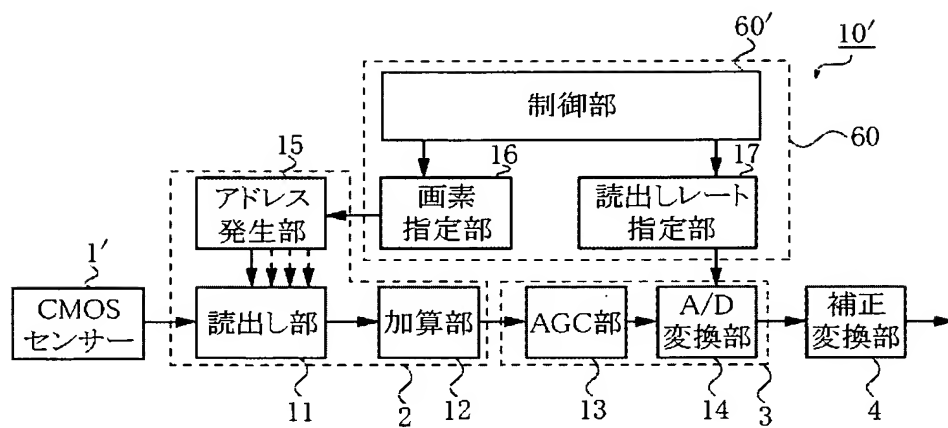 60′
10′
制御部
60
15
16
17
アドレス
発生部
画素
指定部
読出しレート
指定部
1′
CMOS
センサー
読出し部
加算部
AGC部
A/D
変換部
補正
変換部
11
2
12
13
14
3
4